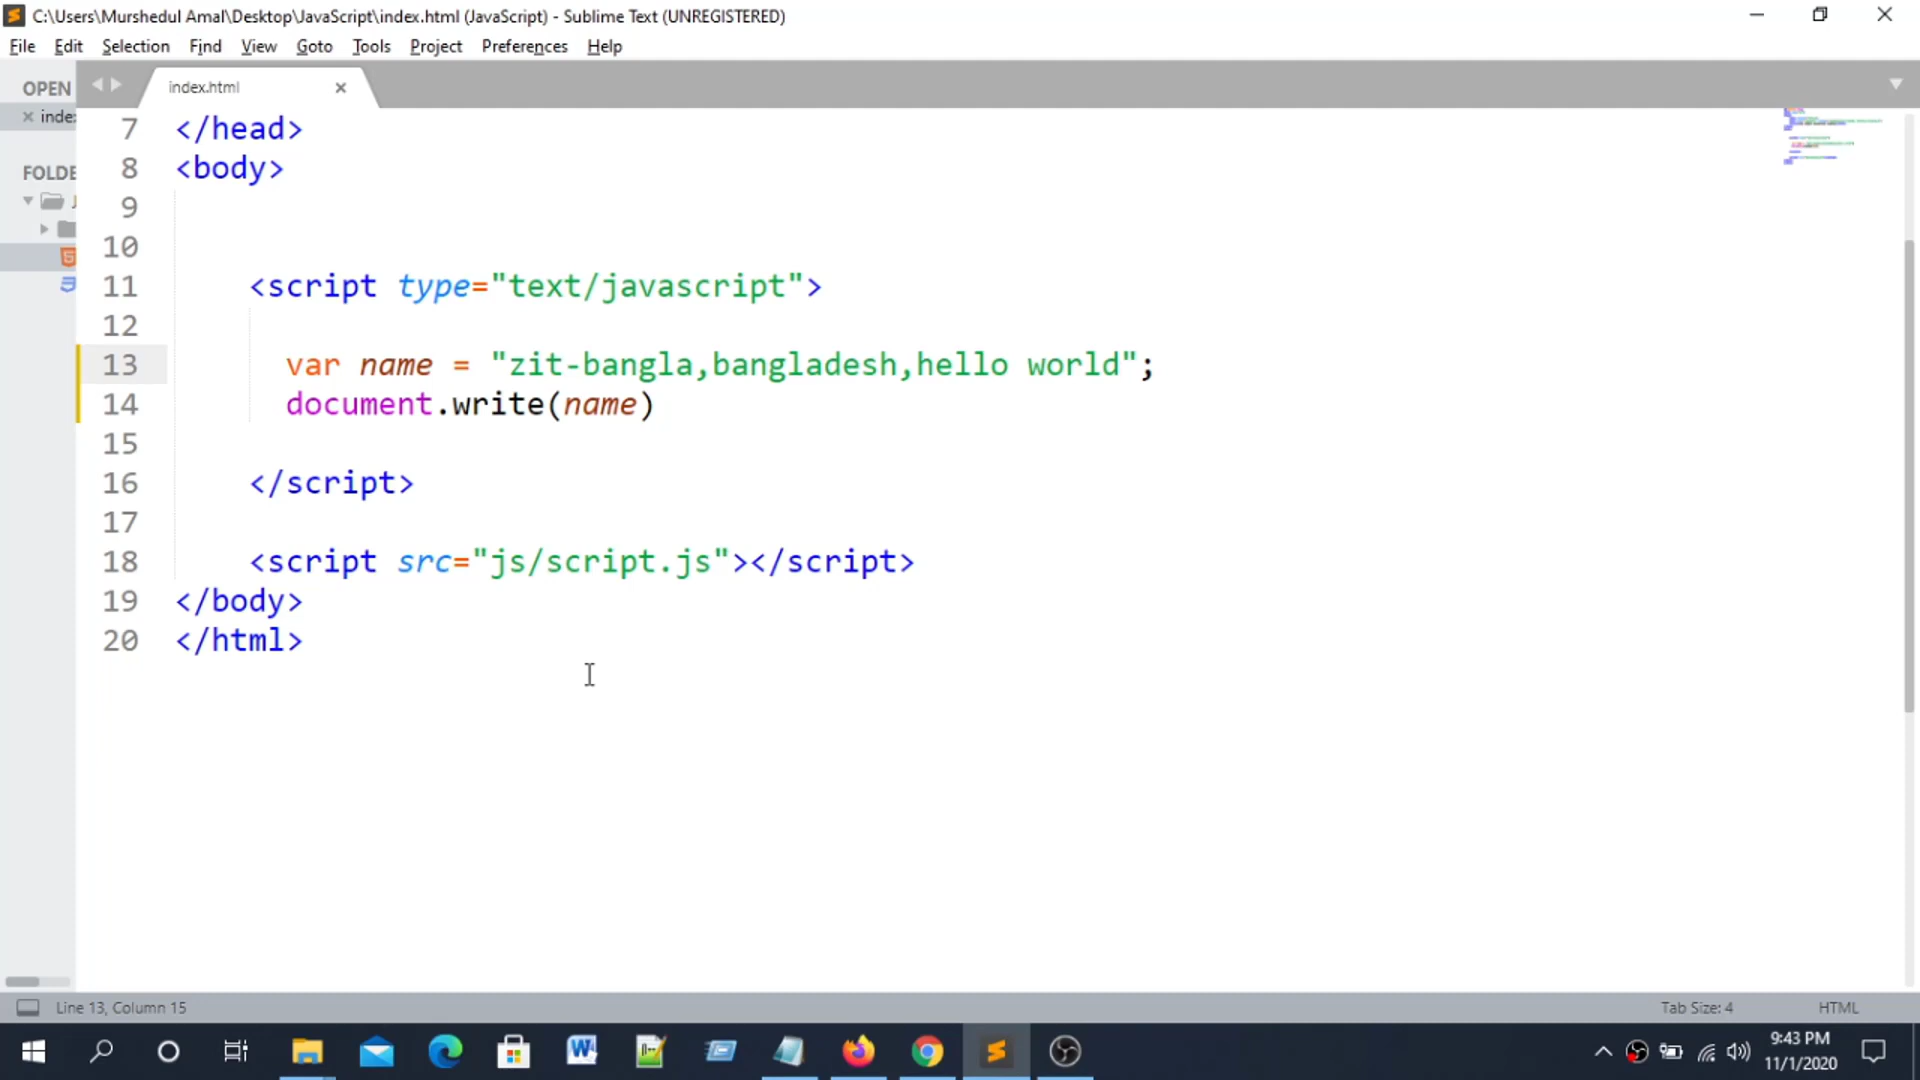 C:\Users\Murshedul Amal\Desktop\JavaScript\index.html (JavaScript) - Sublime Text (UNREGISTERED)
File Edit Selection Find View Goto Tools Project Preferences Help
OPEN
index.html
FOLDE
7 </head>
8 <body>
9
10
11 <script type="text/javascript">
12
13 var name = "zit-bangla,bangladesh,hello world";
14 document.write(name)
15
16 </script>
17
18 <script src="js/script.js"></script>
19 </body>
20 </html>
Line 13, Column 15
Tab Size: 4
HTML
9:43 PM
11/1/2020